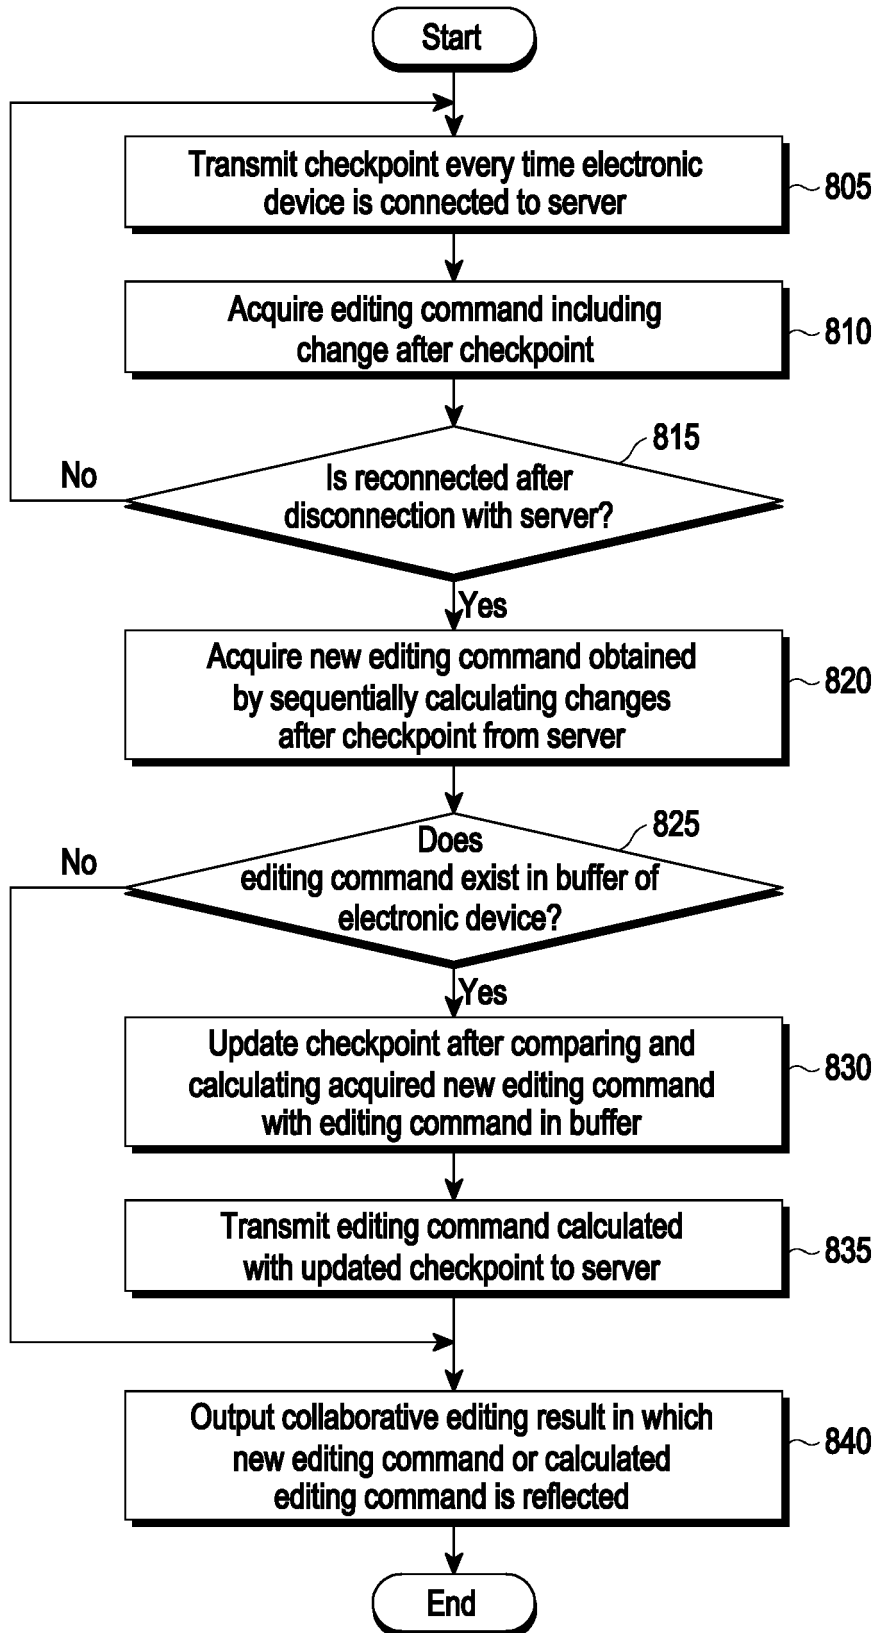 Start
Transmit checkpoint every time electronic
device is connected to server
805
Acquire editing command including
change after checkpoint
810
815
No
Is reconnected after
disconnection with server?
Yes
Acquire new editing command obtained
by sequentially calculating changes
after checkpoint from server
820
825
No
Does
editing command exist in buffer of
electronic device?
Yes
Update checkpoint after comparing and
calculating acquired new editing command
with editing command in buffer
830
Transmit editing command calculated
with updated checkpoint to server
835
Output collaborative editing result in which
new editing command or calculated
editing command is reflected
840
End